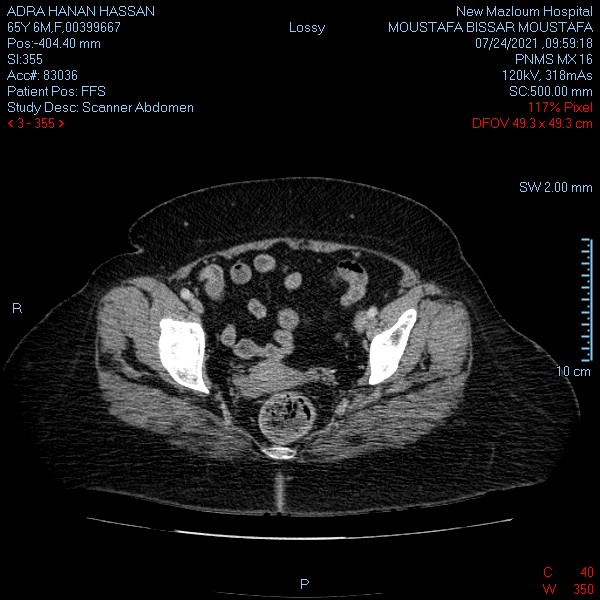 ADRA HANAN HASSAN
65Y 6M,F,00399667
Pos:-404.40 mm
SI:355
Acc#: 83036
Patient Pos: FFS
Study Desc: Scanner Abdomen
< 3 - 355 >
Lossy
New Mazloum Hospital
MOUSTAFA BISSAR MOUSTAFA
07/24/2021 ,09:59:18
PNMS MX 16
120kV, 318mAs
SC:500.00 mm
117% Pixel
DFOV 49.3 x 49.3 cm
SW 2.00 mm
R
10 cm
P
C 40
W 350